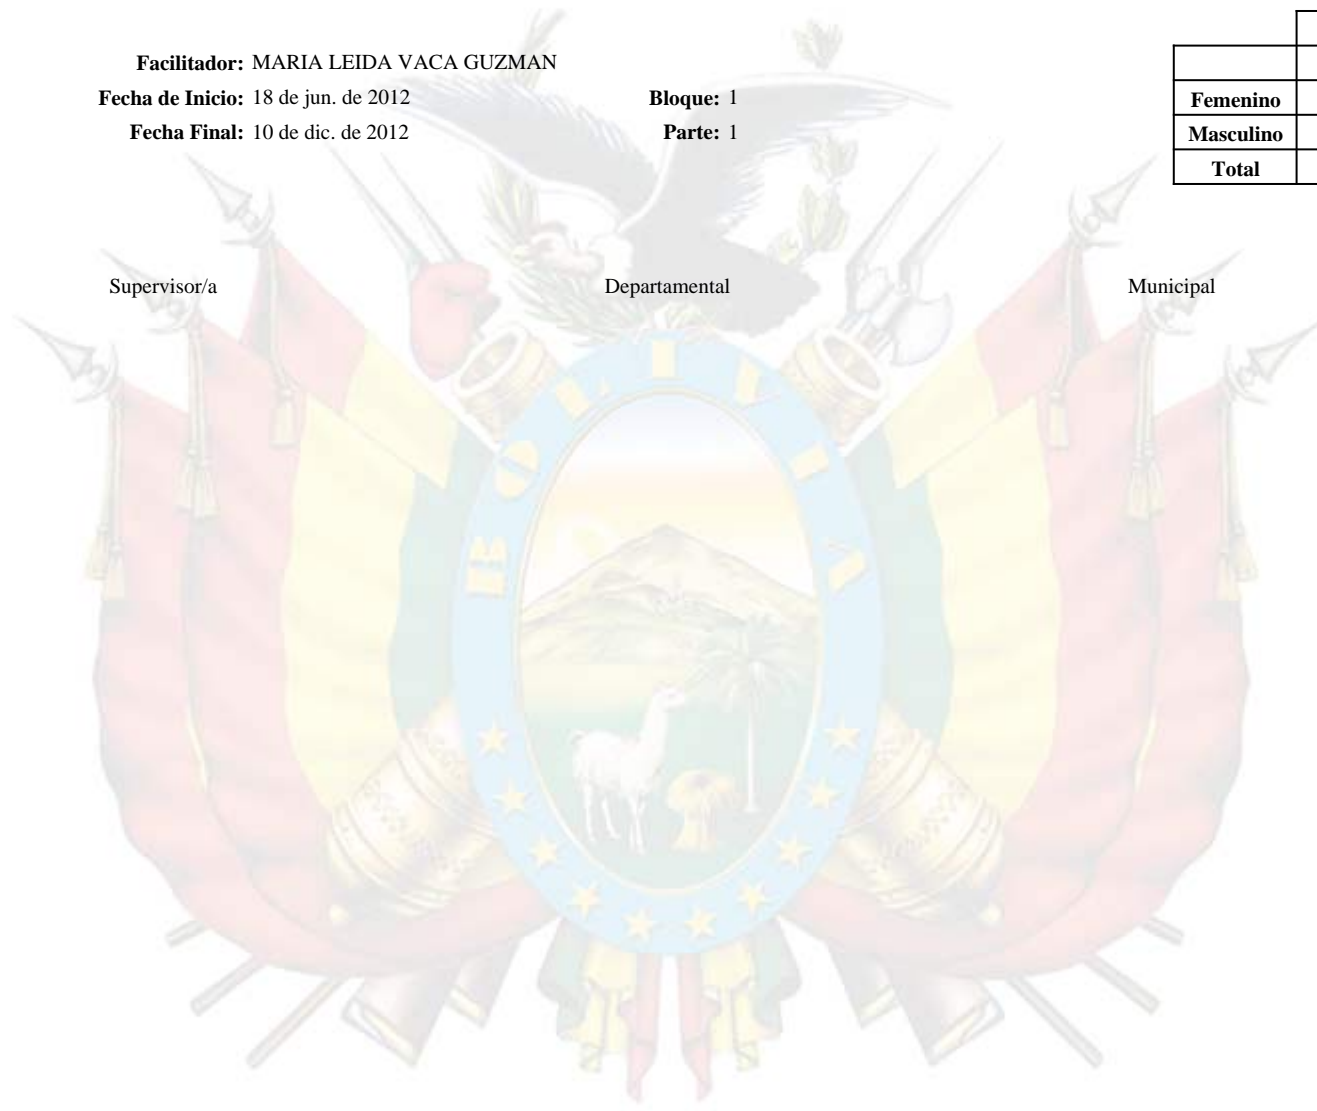 Facilitador: MARIA LEIDA VACA GUZMAN
Fecha de Inicio: 18 de jun. de 2012 Bloque: 1
Fecha Final: 10 de dic. de 2012 Parte: 1
Femenino
Masculino
Total
Supervisor/a Departamental Municipal
BOLIVIA